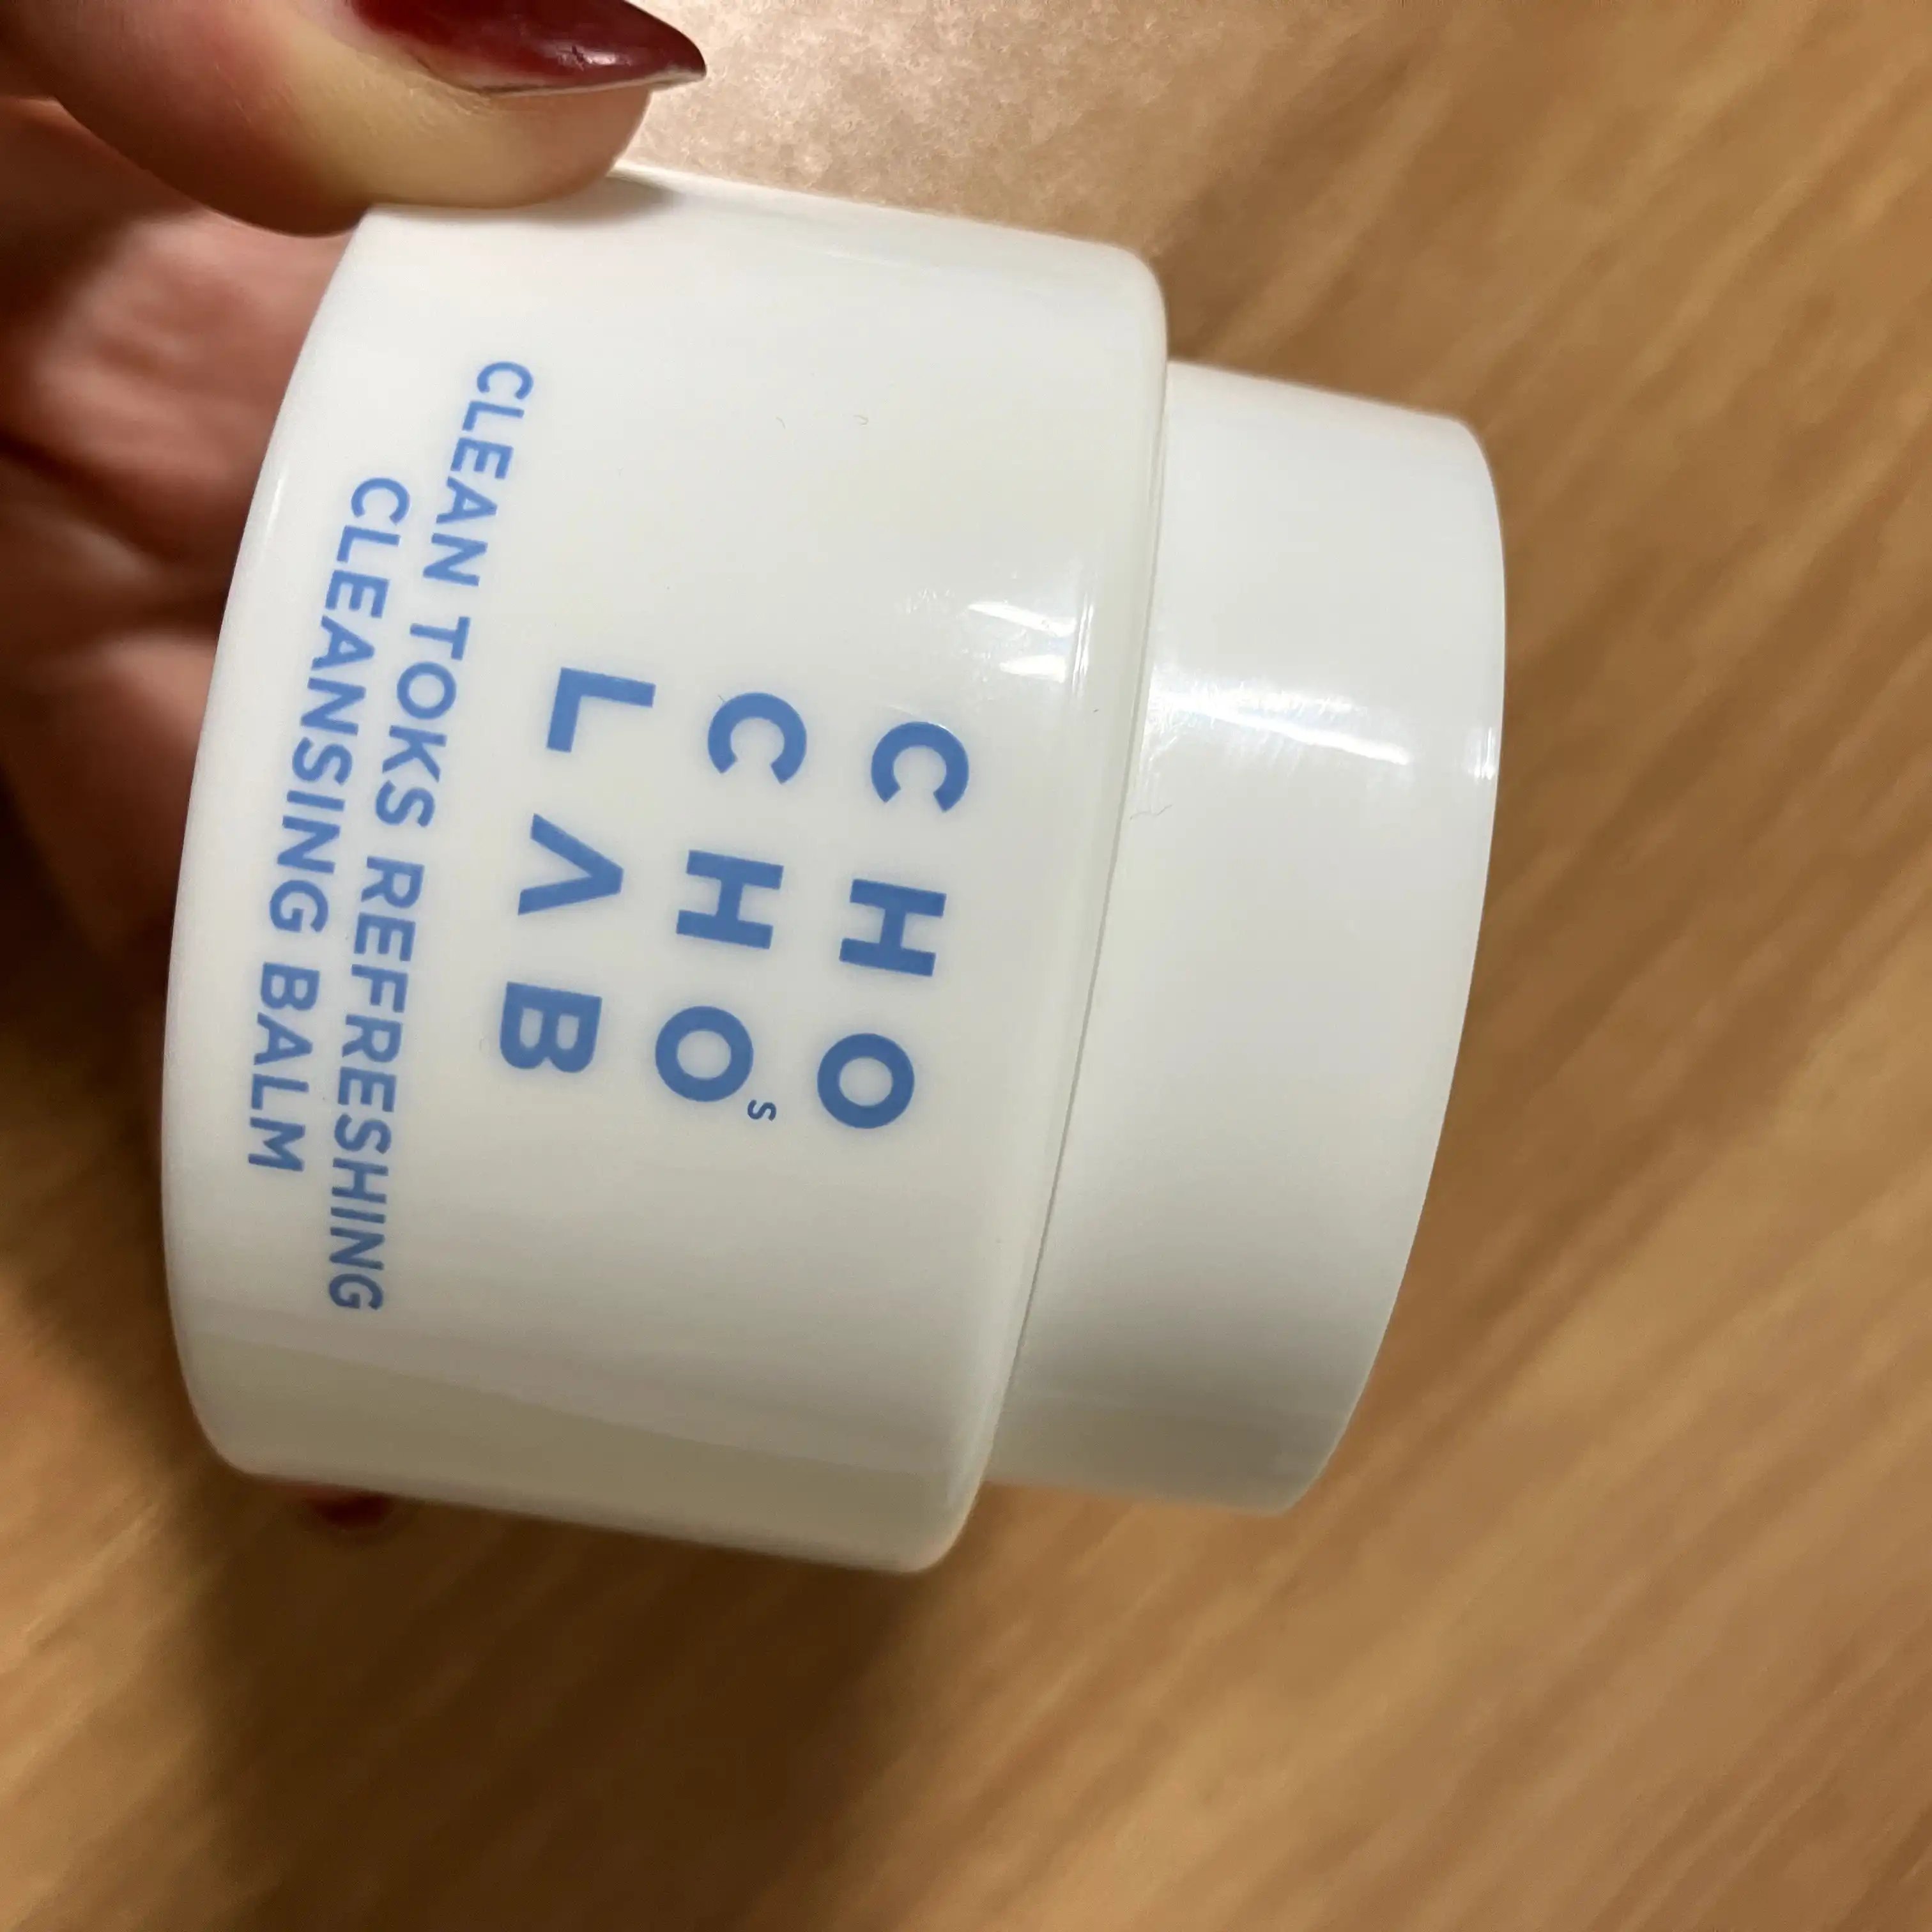 CHO
CHO's
LAB
CLEAN TOKS REFRESHING
CLEANSING BALM